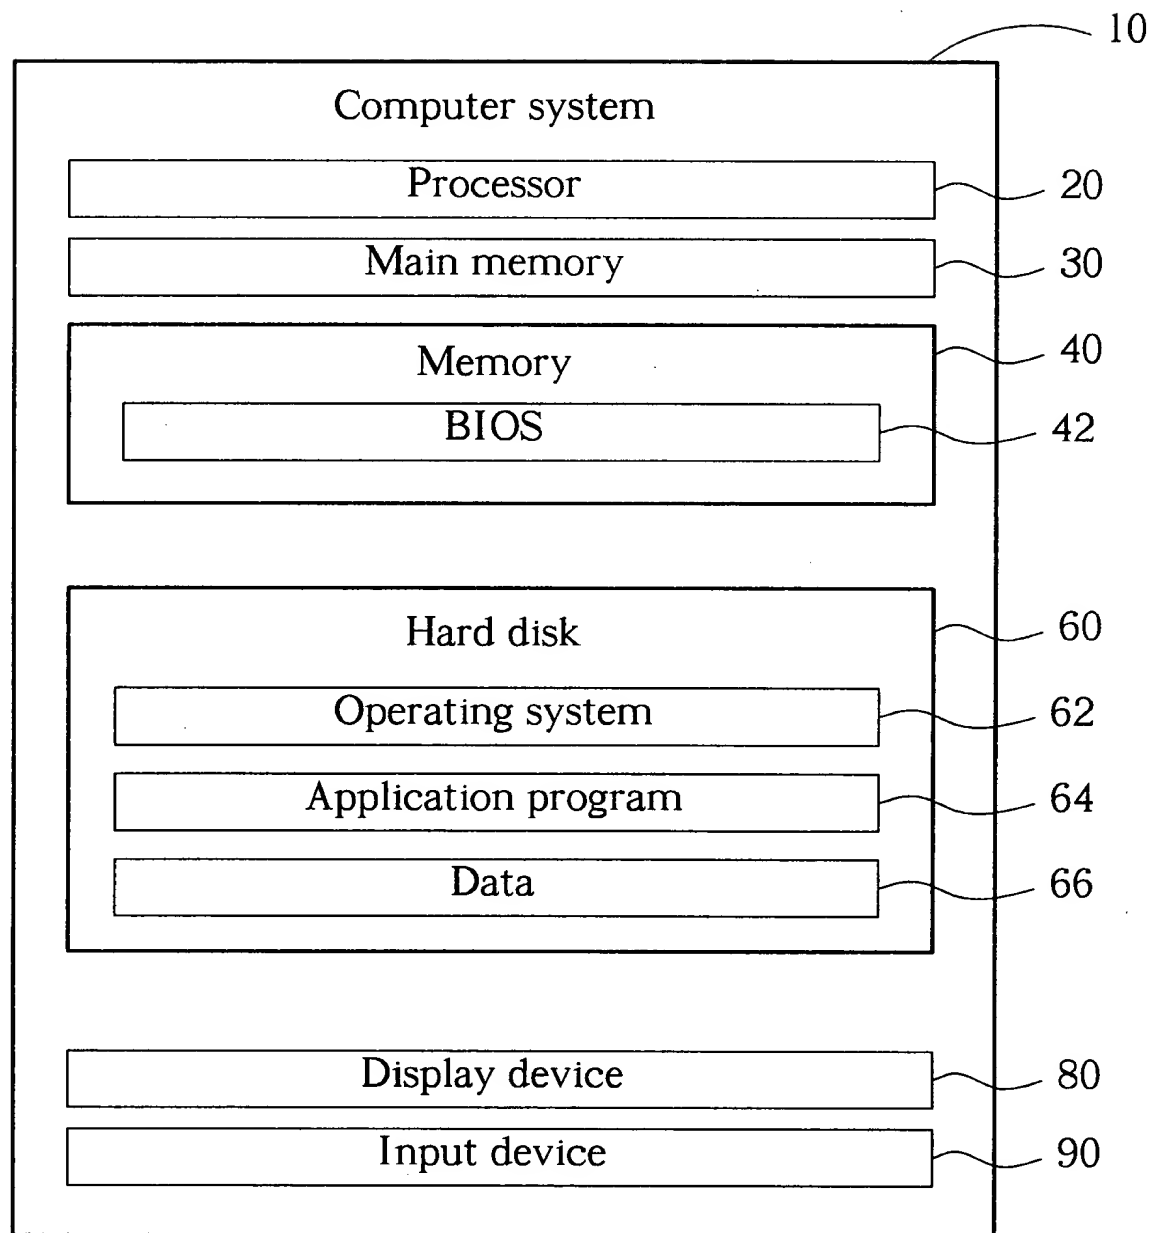 10
Computer system
Processor 20
Main memory 30
Memory 40
BIOS 42
Hard disk 60
Operating system 62
Application program 64
Data 66
Display device 80
Input device 90